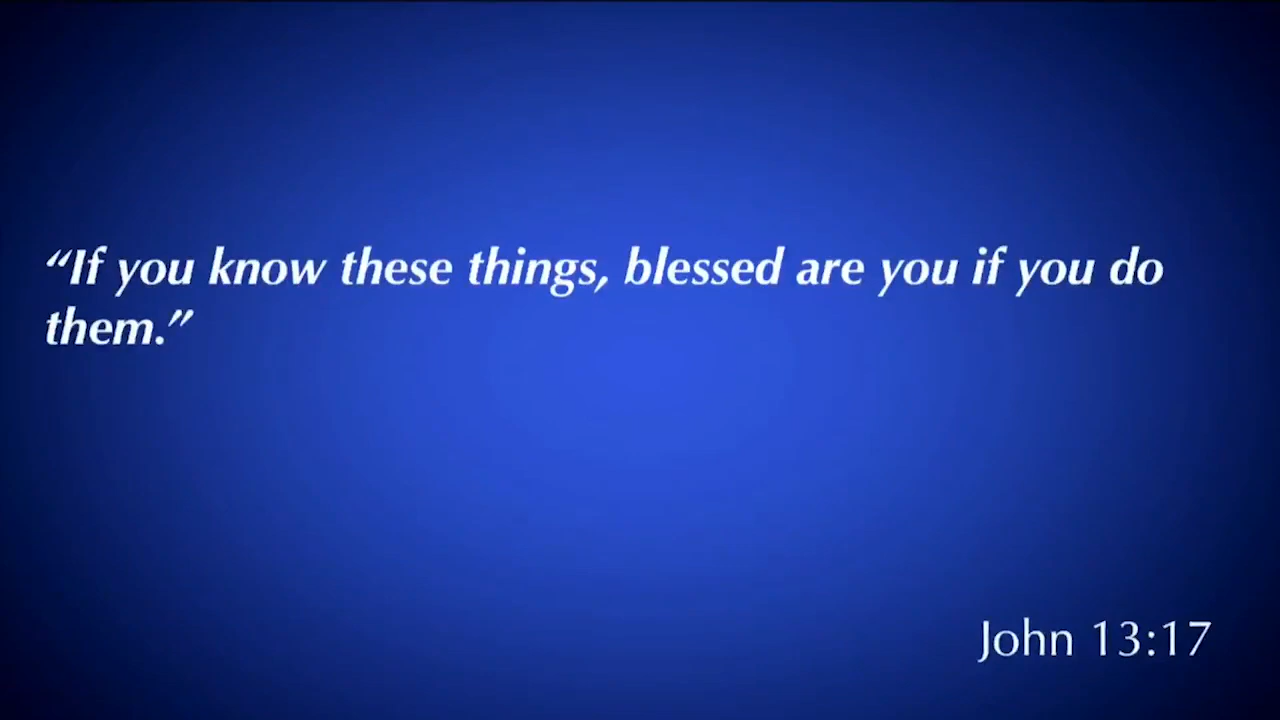 “If you know these things, blessed are you if you do
them.”
John 13:17